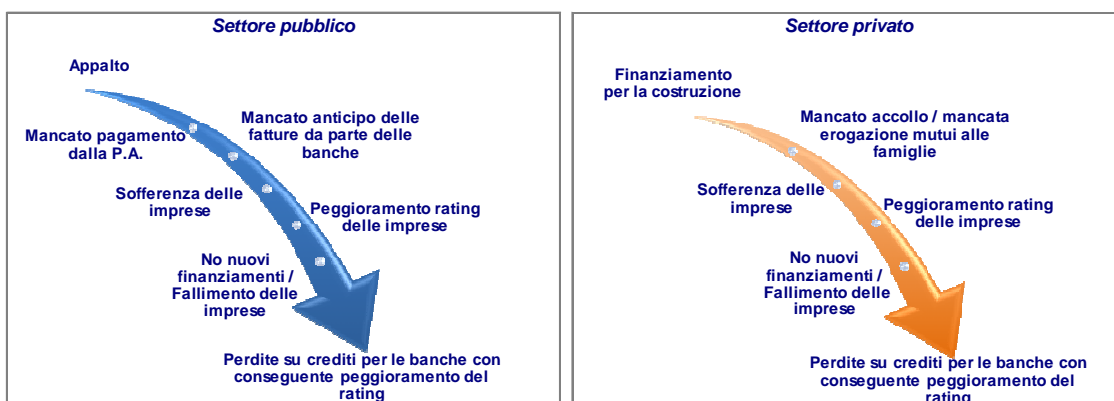 Settore pubblico
Appalto
Mancato pagamento
dalla P.A.
Mancato anticipo delle
fatture da parte delle
banche
Sofferenza delle
imprese
Peggioramento rating
delle imprese
No nuovi
finanziamenti /
Fallimento delle
imprese
Perdite su crediti per le banche con
conseguente peggioramento del
rating
Settore privato
Finanziamento
per la costruzione
Mancato accollo / mancata
erogazione mutui alle
famiglie
Sofferenza delle
imprese
Peggioramento rating
delle imprese
No nuovi
finanziamenti /
Fallimento delle
imprese
Perdite su crediti per le banche con
conseguente peggioramento del
rating